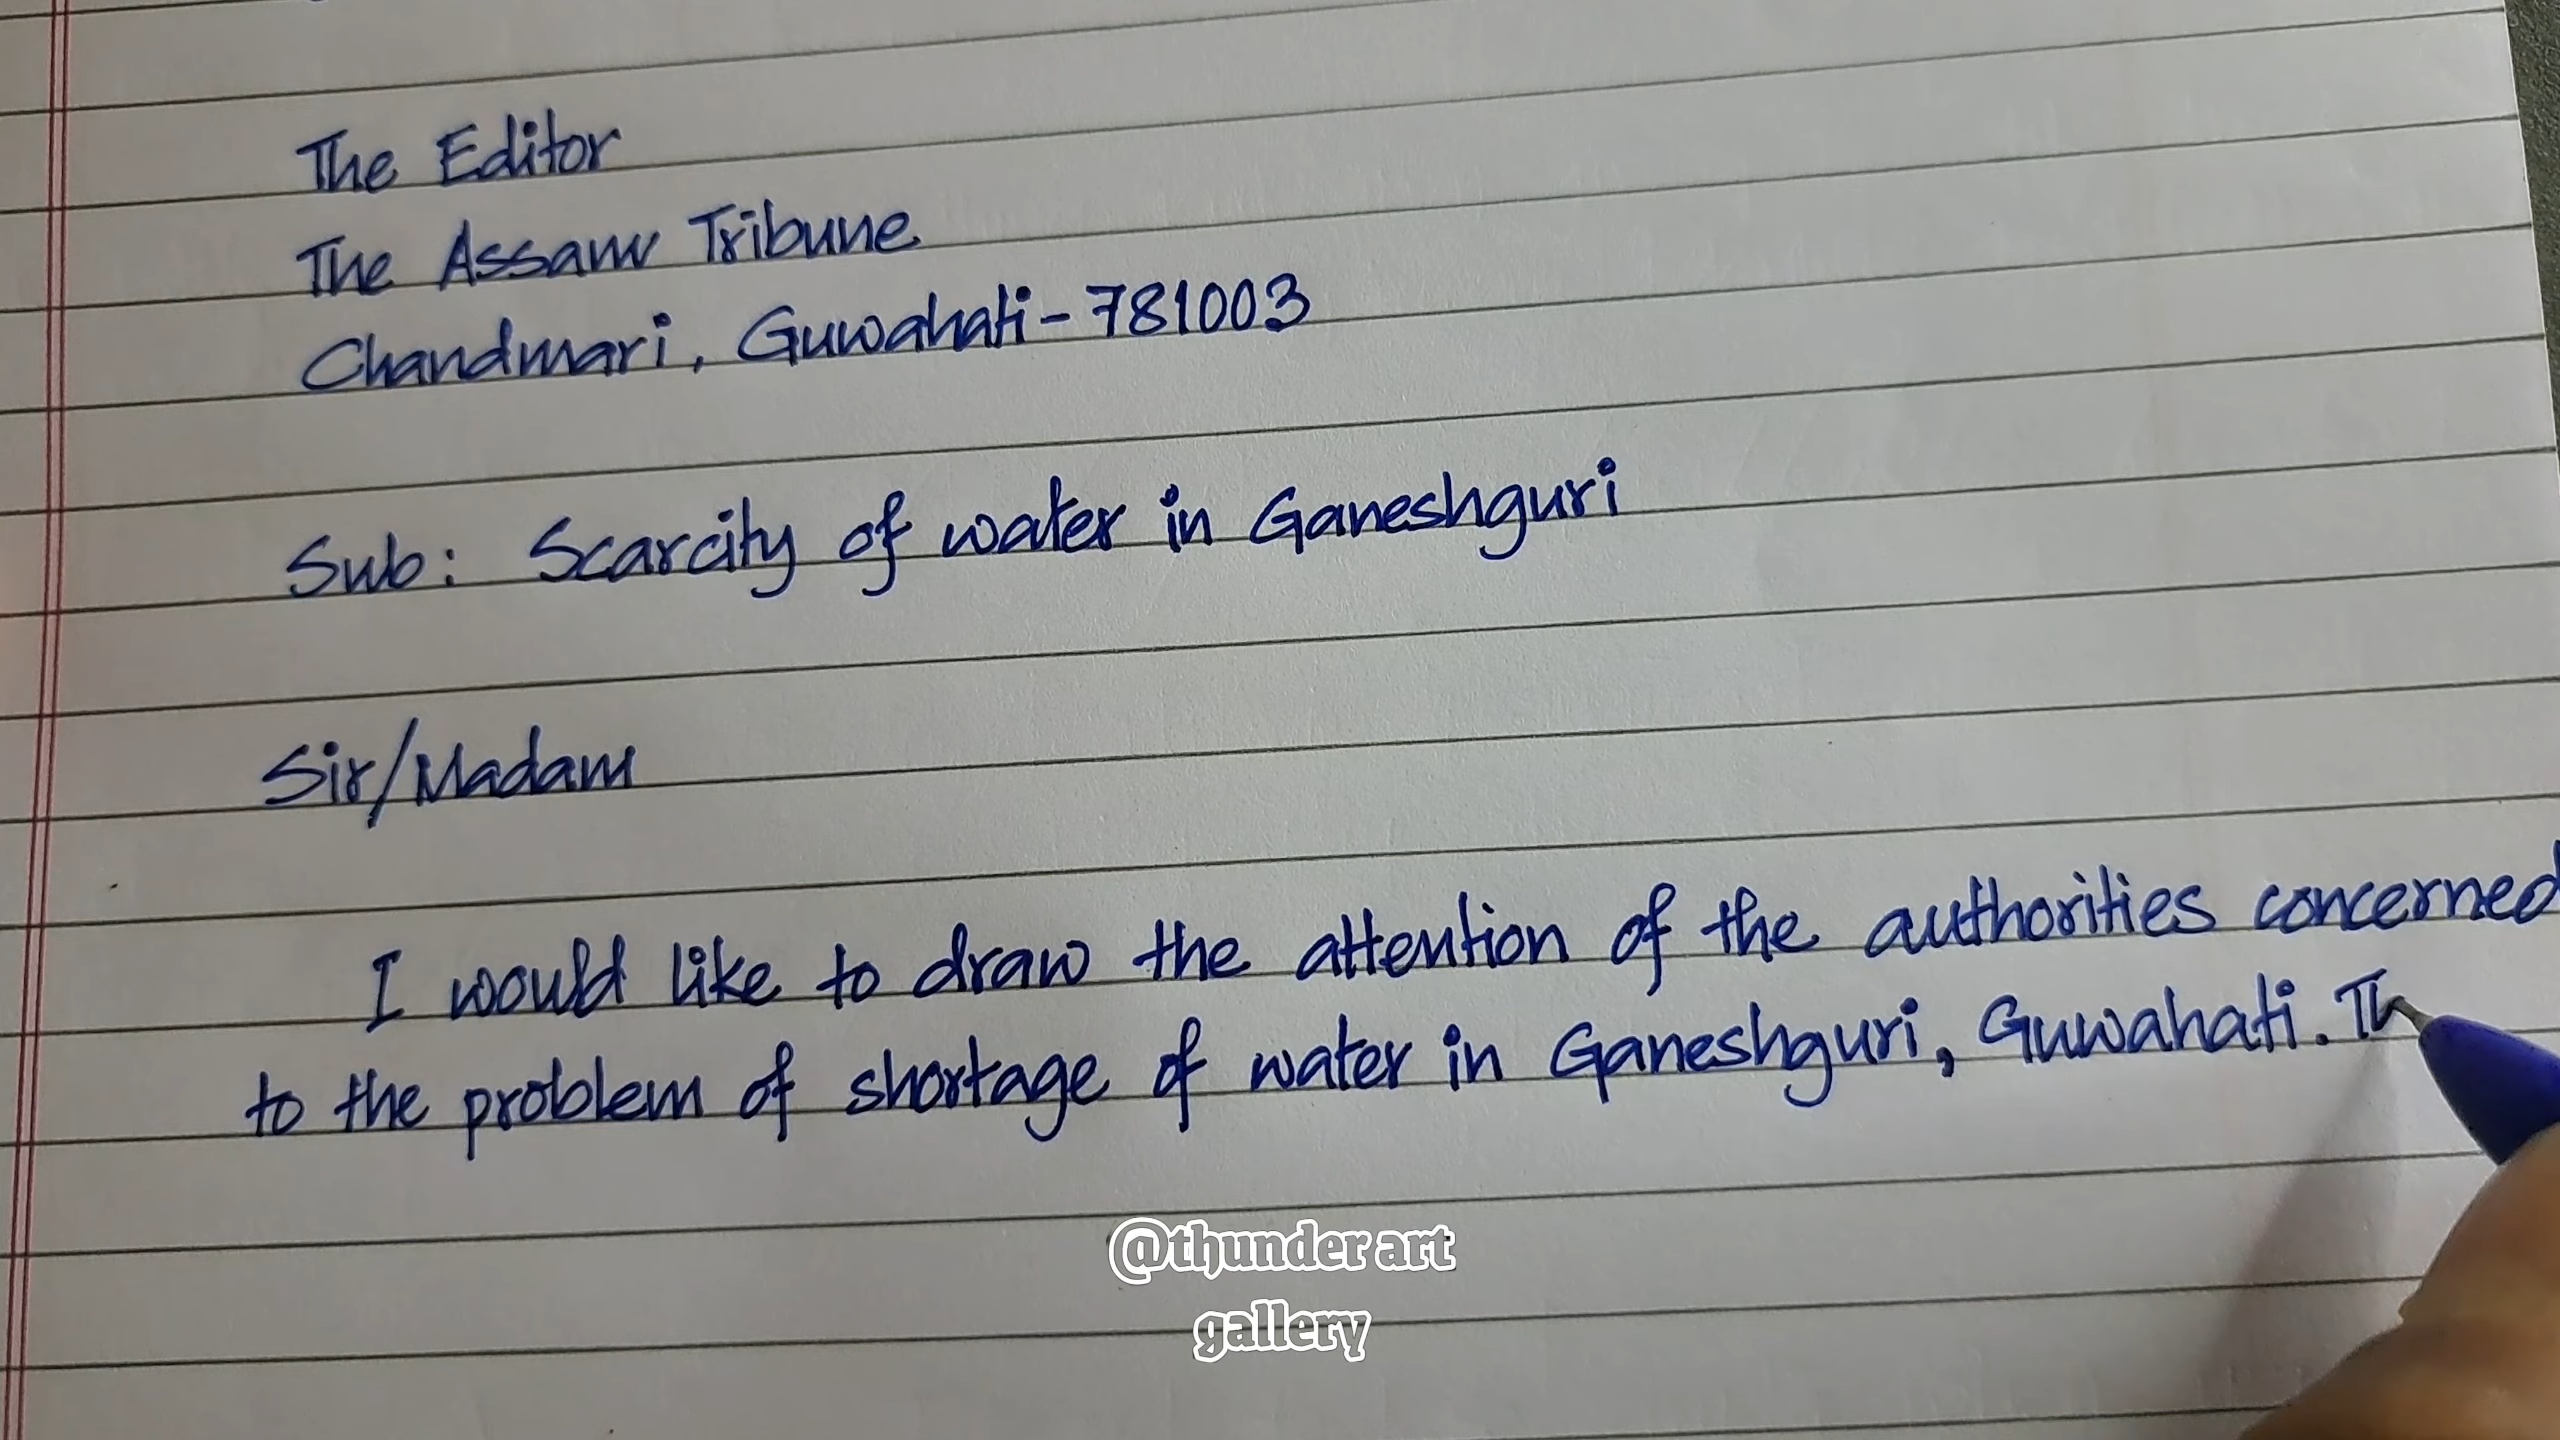 The Editor
The Assam Tribune
Chandmari, Guwahati-781003
Sub: Scarcity of water in Ganeshguri
Sir/Madam
I would like to draw the attention of the authorities concerned
to the problem of shortage of water in Ganeshguri, Guwahati. Th
@thunder art
gallery